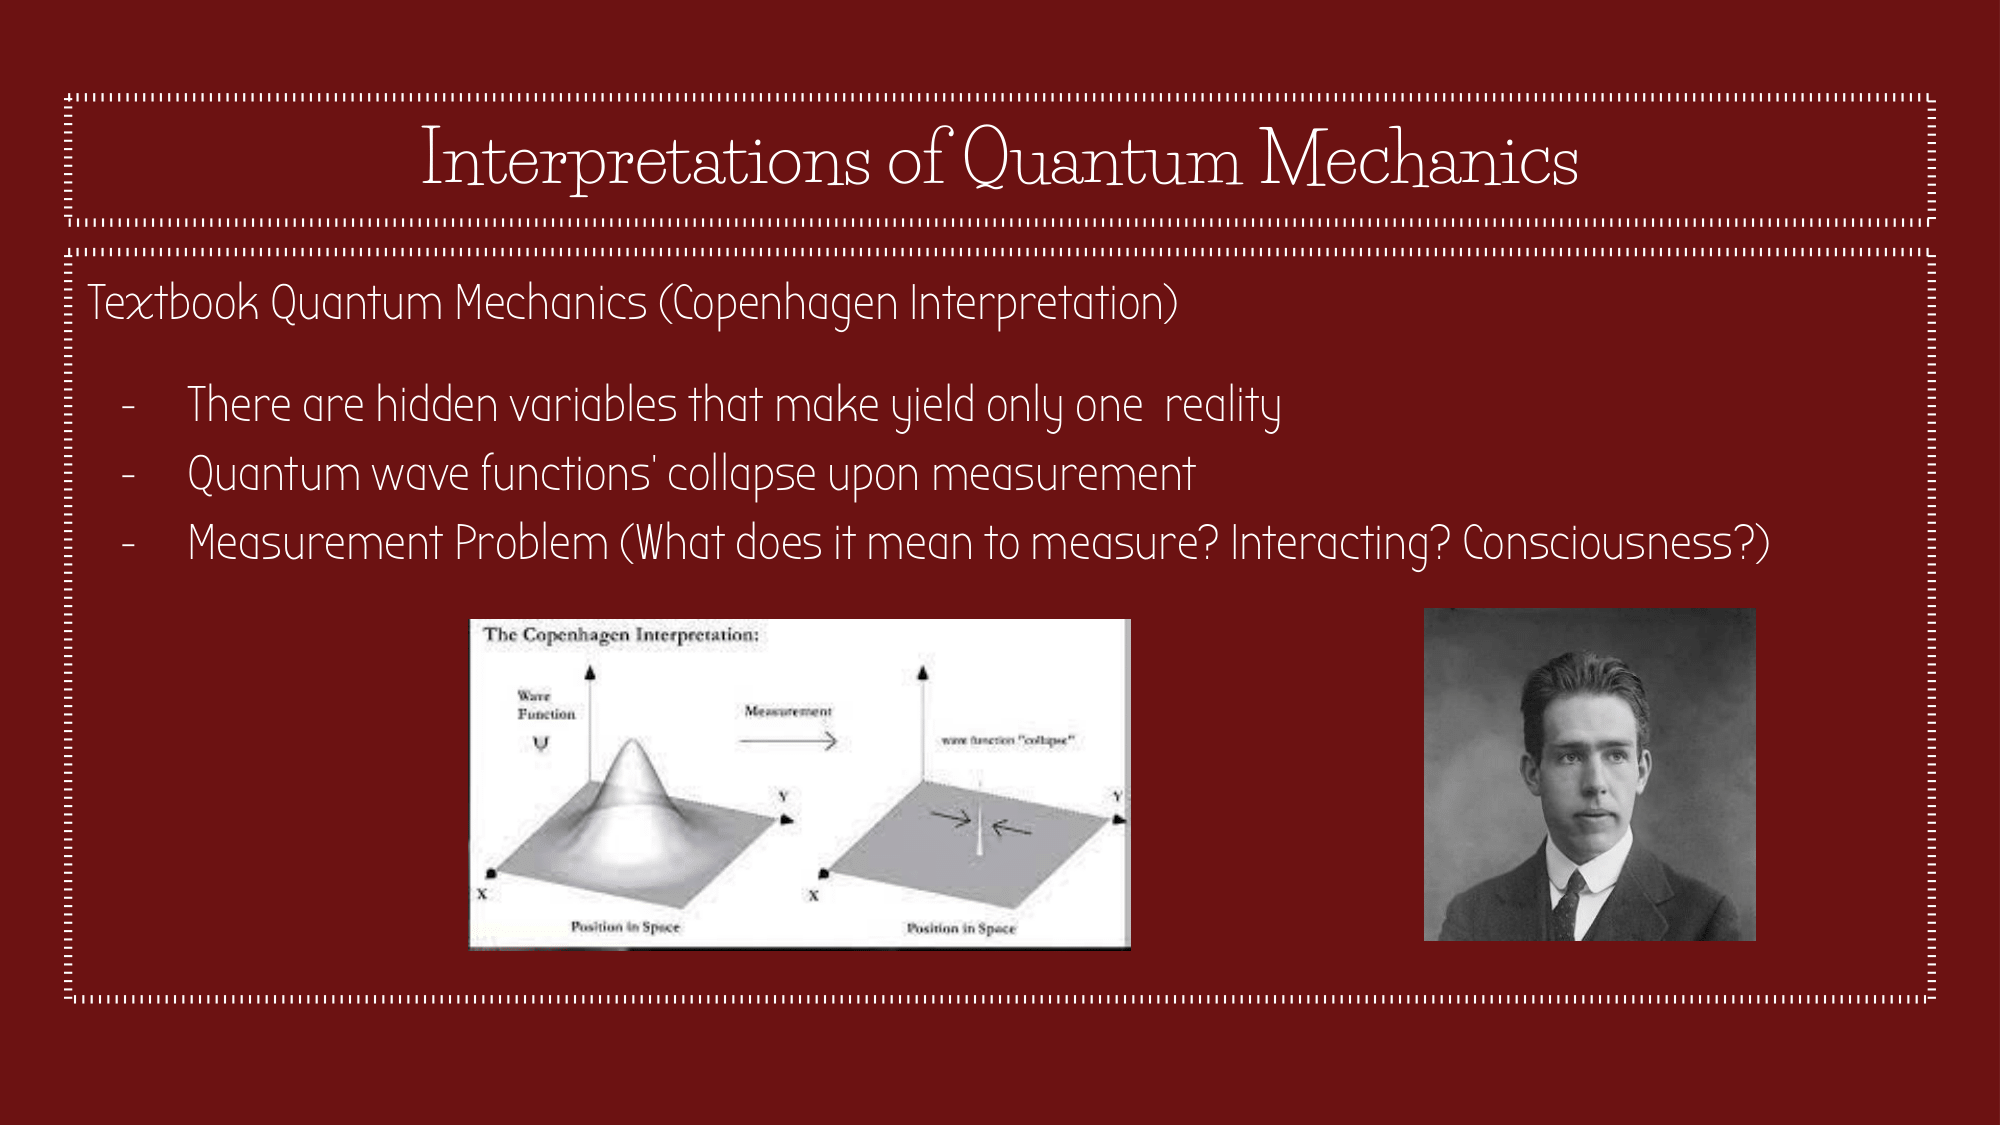 Interpretations of Quantum Mechanics
Textbook Quantum Mechanics (Copenhagen Interpretation)
- There are hidden variables that make yield only one reality
- Quantum wave functions' collapse upon measurement
- Measurement Problem (What does it mean to measure? Interacting? Consciousness?)
The Copenhagen Interpretation:
Wave
Function
Ψ
Measurement
wave function "collapse"
Y
X
Position in Space
Y
X
Position in Space